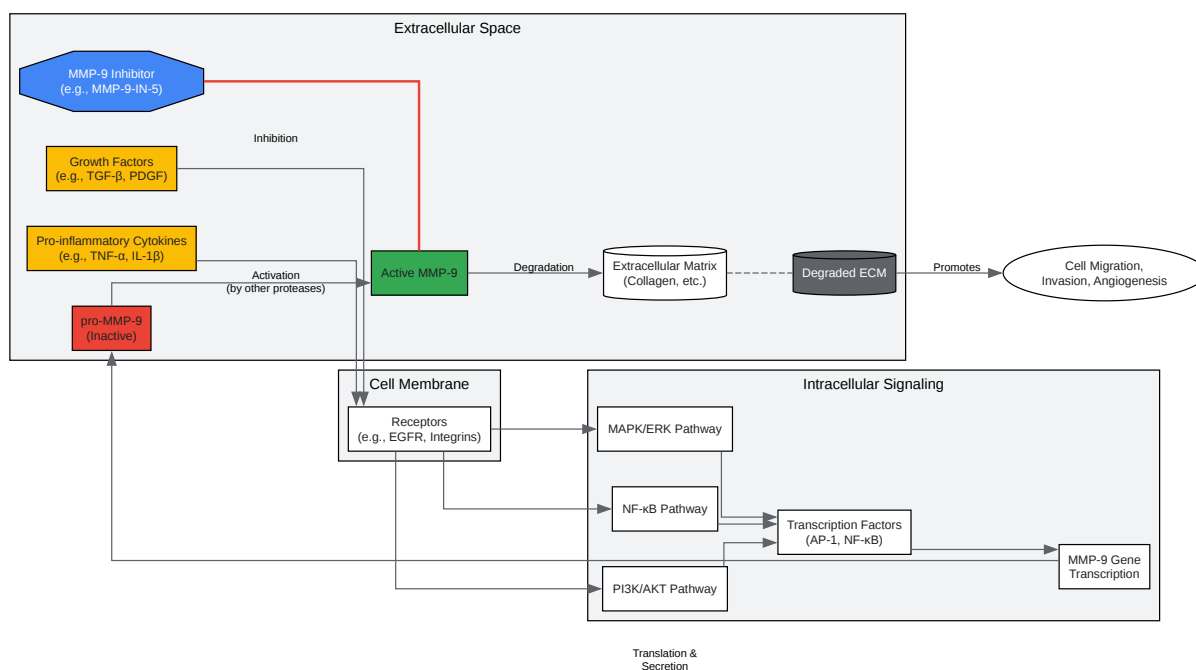 Extracellular Space
MMP-9 Inhibitor
(e.g., MMP-9-IN-5)
Inhibition
Growth Factors
(e.g., TGF-β, PDGF)
Pro-inflammatory Cytokines
(e.g., TNF-α, IL-1β)
Activation
(by other proteases)
Active MMP-9
Degradation
Extracellular Matrix
(Collagen, etc.)
Degraded ECM
Promotes
Cell Migration,
Invasion, Angiogenesis
pro-MMP-9
(Inactive)
Cell Membrane
Receptors
(e.g., EGFR, Integrins)
Intracellular Signaling
MAPK/ERK Pathway
NF-κB Pathway
PI3K/AKT Pathway
Transcription Factors
(AP-1, NF-κB)
MMP-9 Gene
Transcription
Translation &
Secretion